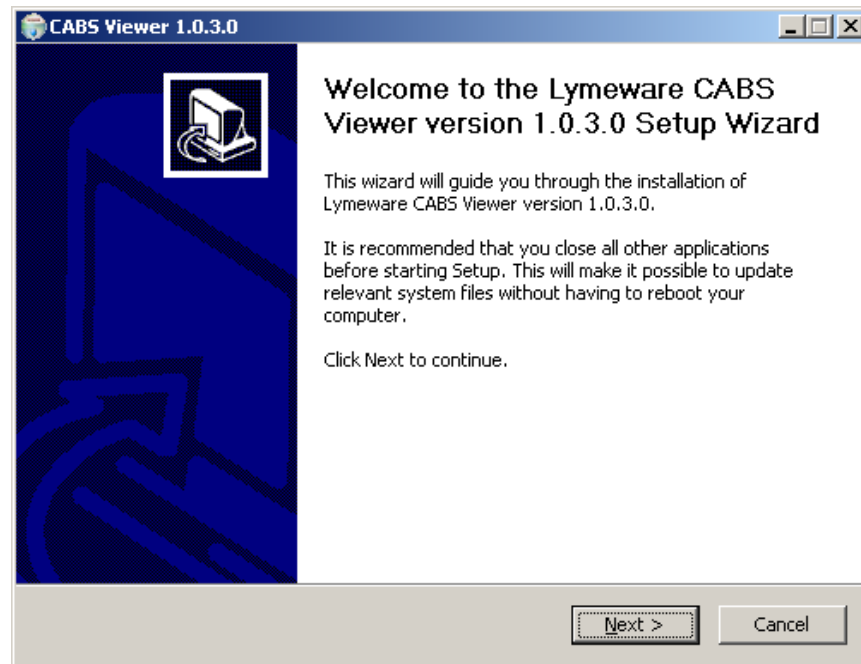 CABS Viewer 1.0.3.0
Welcome to the Lymeware CABS
Viewer version 1.0.3.0 Setup Wizard
This wizard will guide you through the installation of
Lymeware CABS Viewer version 1.0.3.0.
It is recommended that you close all other applications
before starting Setup. This will make it possible to update
relevant system files without having to reboot your
computer.
Click Next to continue.
Next >
Cancel